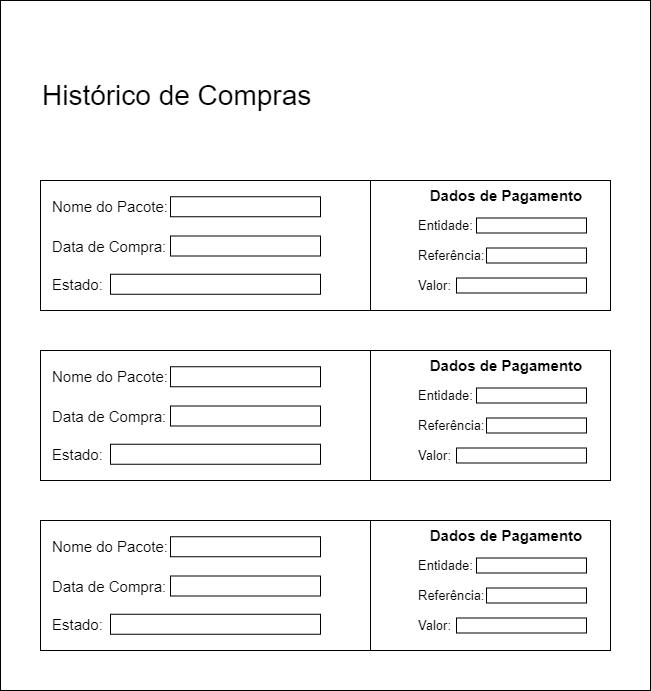 Histórico de Compras
Nome do Pacote:
Data de Compra:
Estado:
Dados de Pagamento
Entidade:
Referência:
Valor:
Nome do Pacote:
Data de Compra:
Estado:
Dados de Pagamento
Entidade:
Referência:
Valor:
Nome do Pacote:
Data de Compra:
Estado:
Dados de Pagamento
Entidade:
Referência:
Valor: